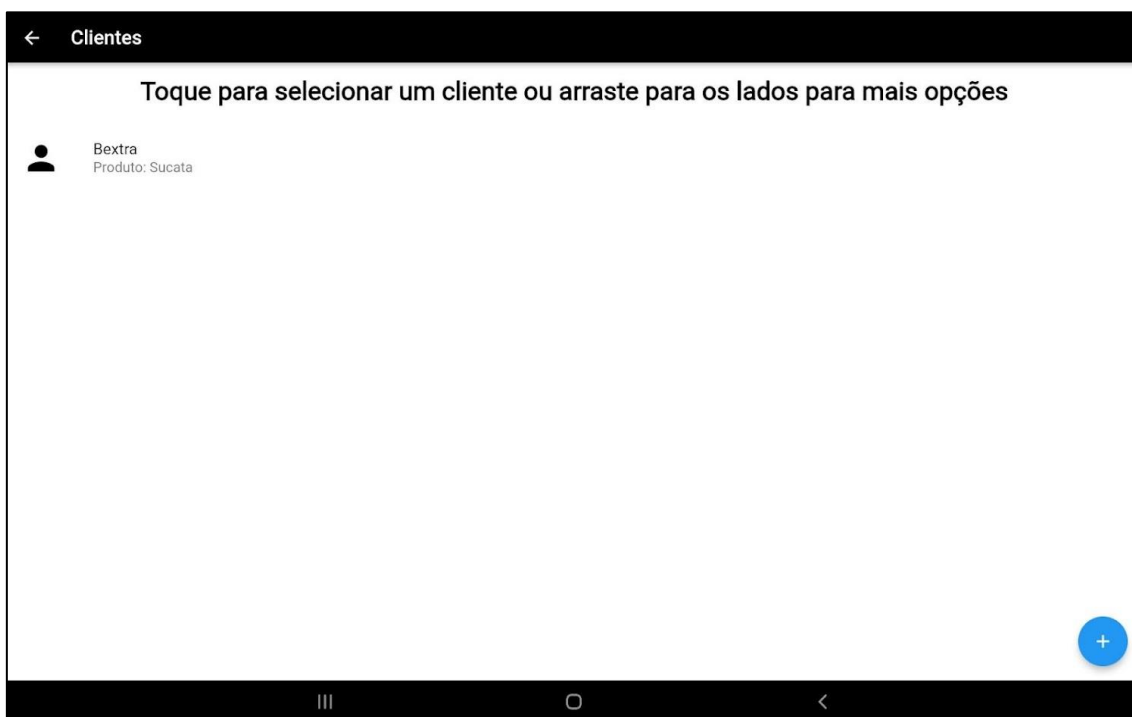 Clientes
Toque para selecionar um cliente ou arraste para os lados para mais opções
Bextra
Produto: Sucata